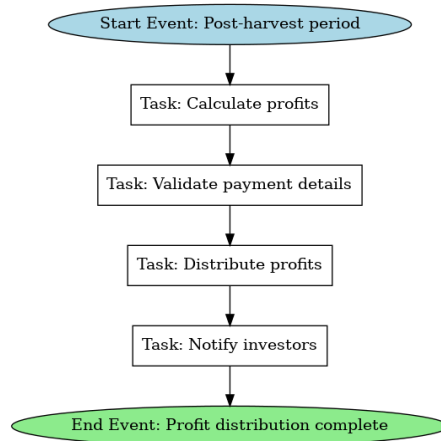 Start Event: Post-harvest period
Task: Calculate profits
Task: Validate payment details
Task: Distribute profits
Task: Notify investors
End Event: Profit distribution complete